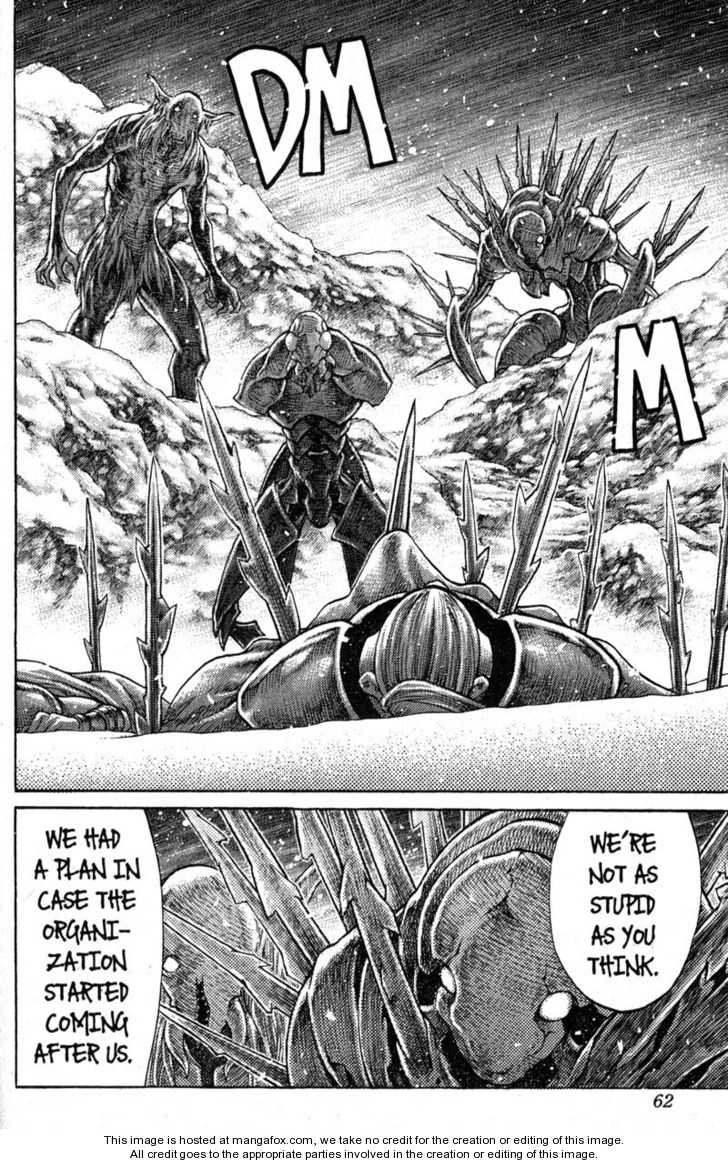 DM
M
WE'RE
NOT AS
STUPID
AS YOU
THINK.
WE HAD
A PLAN IN
CASE THE
ORGANI-
ZATION
STARTED
COMING
AFTER US.
62
This image is hosted at mangafox.com, we take no credit for the creation or editing of this image.
All credit goes to the appropriate parties involved in the creation or editing of this image.